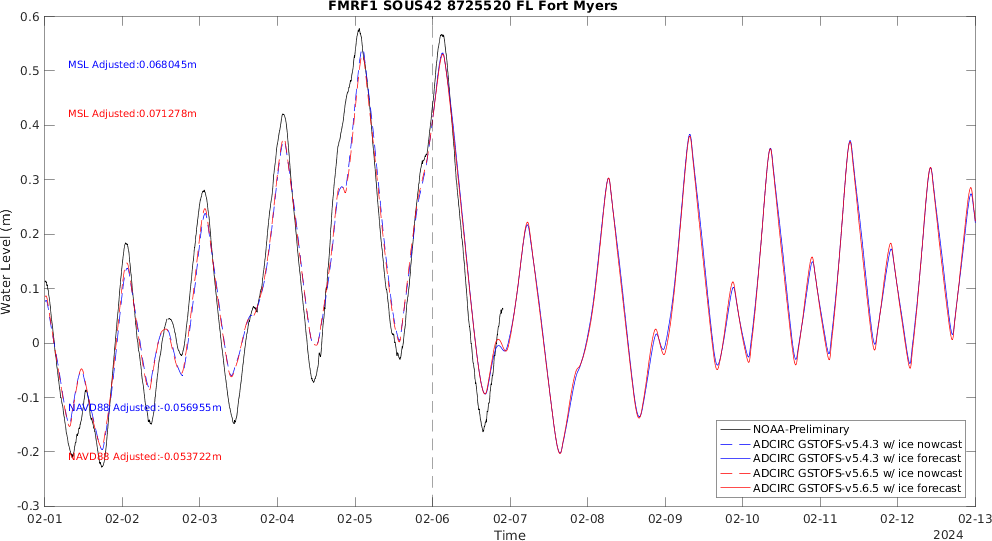 FMRF1 SOUS42 8725520 FL Fort Myers
0.6
0.5
0.4
0.3
0.2
0.1
0
-0.1
-0.2
-0.3
Water Level (m)
MSL Adjusted:0.068045m
MSL Adjusted:0.071278m
NAVD88 Adjusted:-0.056955m
NAVD88 Adjusted:-0.053722m
NOAA-Preliminary
ADCIRC GSTOFS-v5.4.3 w/ ice nowcast
ADCIRC GSTOFS-v5.4.3 w/ ice forecast
ADCIRC GSTOFS-v5.6.5 w/ ice nowcast
ADCIRC GSTOFS-v5.6.5 w/ ice forecast
02-01 02-02 02-03 02-04 02-05 02-06 02-07 02-08 02-09 02-10 02-11 02-12 02-13
Time
2024